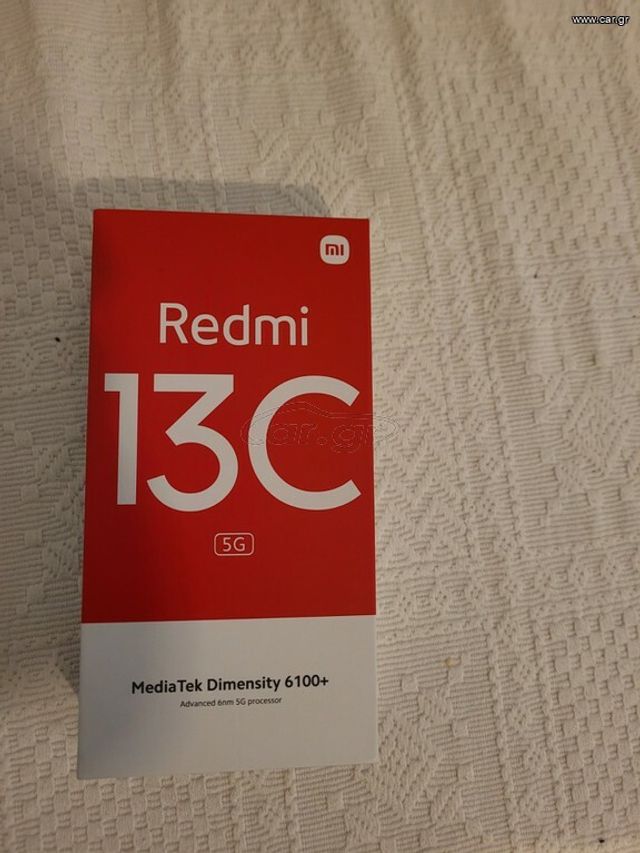 www.car.gr
mi
Redmi
13C
car.gr
5G
MediaTek Dimensity 6100+
Advanced 6nm 5G processor